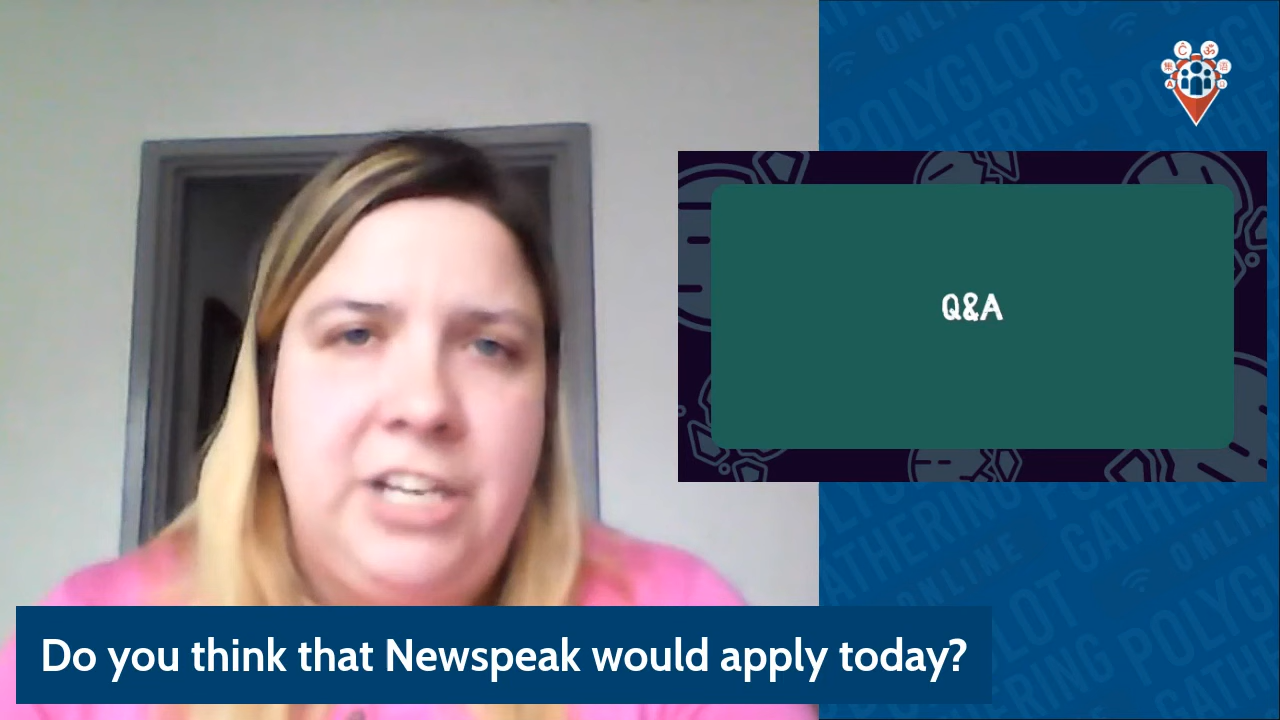 Q&A
Do you think that Newspeak would apply today?
POLYGLOT
GATHERING
ONLINE